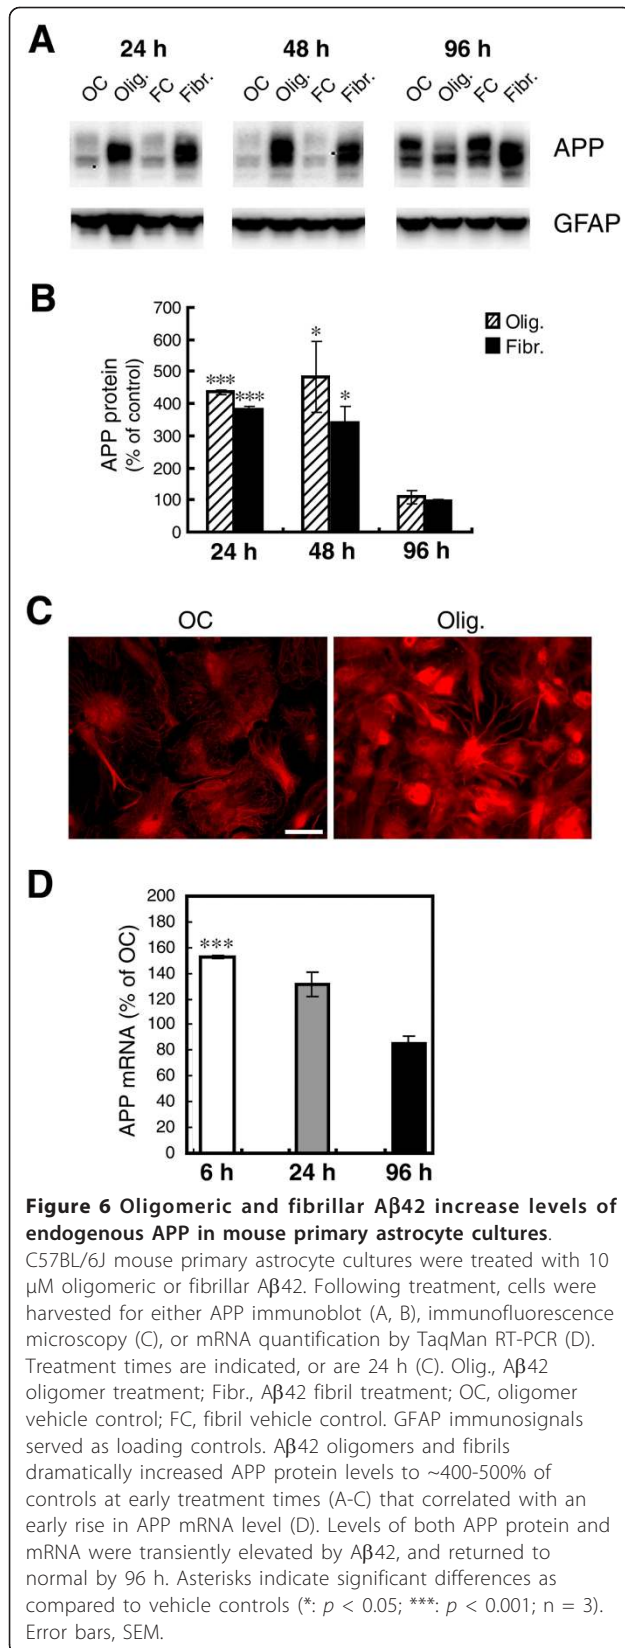 A
24 h 48 h 96 h
OC Olig. FC Fibr. OC Olig. FC Fibr. OC Olig. FC Fibr.
APP
GFAP
B
700
600
500
400
300
200
100
0
APP protein
(% of control)
Olig.
Fibr.
*** *** * *
24 h 48 h 96 h
C
OC Olig.
D
200
180
160
140
120
100
80
60
40
20
0
APP mRNA (% of OC)
***
6 h 24 h 96 h
Figure 6 Oligomeric and fibrillar Aβ42 increase levels of
endogenous APP in mouse primary astrocyte cultures.
C57BL/6J mouse primary astrocyte cultures were treated with 10
μM oligomeric or fibrillar Aβ42. Following treatment, cells were
harvested for either APP immunoblot (A, B), immunofluorescence
microscopy (C), or mRNA quantification by TaqMan RT-PCR (D).
Treatment times are indicated, or are 24 h (C). Olig., Aβ42
oligomer treatment; Fibr., Aβ42 fibril treatment; OC, oligomer
vehicle control; FC, fibril vehicle control. GFAP immunosignals
served as loading controls. Aβ42 oligomers and fibrils
dramatically increased APP protein levels to ~400-500% of
controls at early treatment times (A-C) that correlated with an
early rise in APP mRNA level (D). Levels of both APP protein and
mRNA were transiently elevated by Aβ42, and returned to
normal by 96 h. Asterisks indicate significant differences as
compared to vehicle controls (*: p < 0.05; ***: p < 0.001; n = 3).
Error bars, SEM.